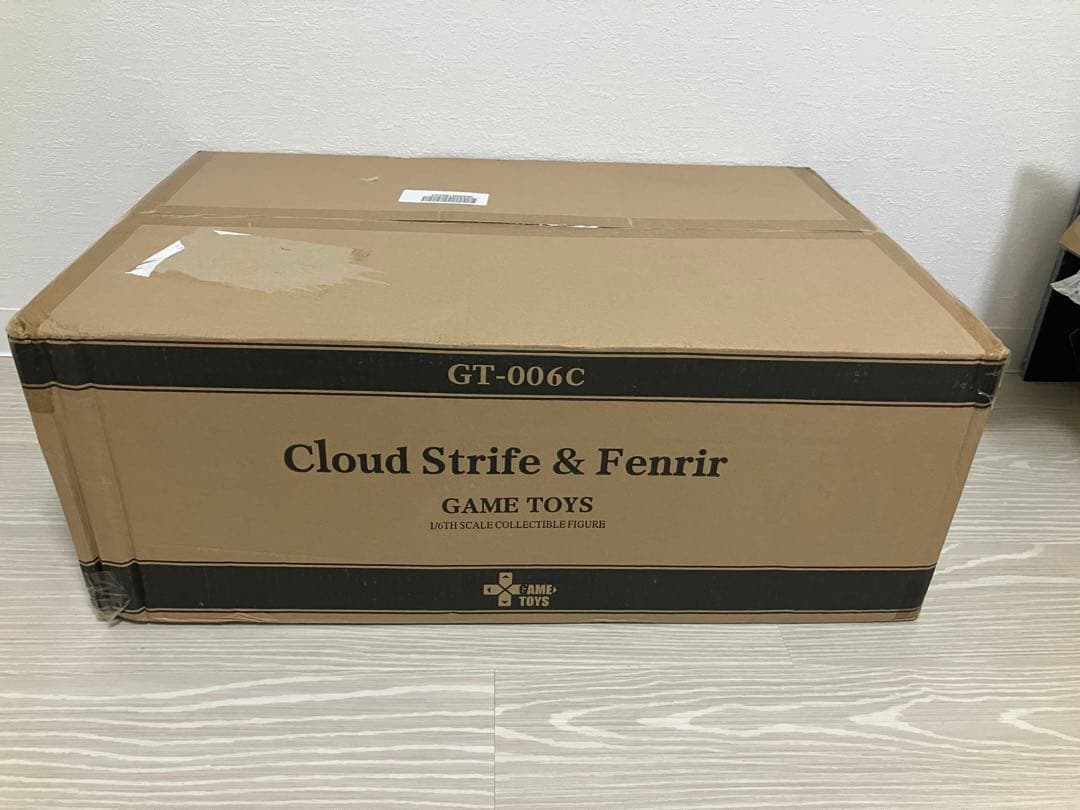 GT-006C
Cloud Strife & Fenrir
GAME TOYS
1/6TH SCALE COLLECTIBLE FIGURE
GAME
TOYS